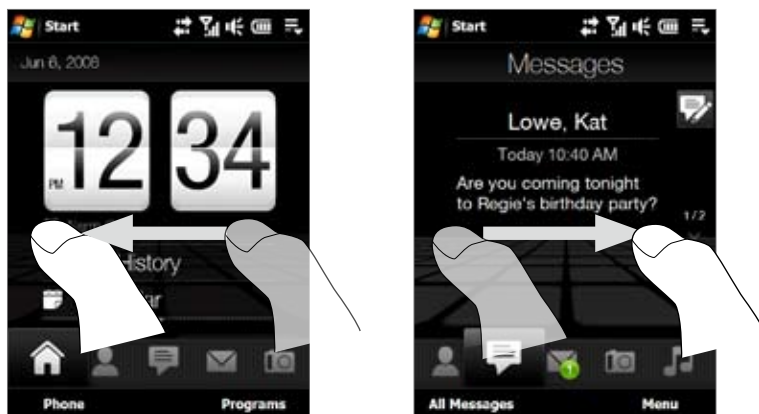 Start
Jun 6, 2008
12 34
PM
History
Phone Programs
Start
Messages
Lowe, Kat
Today 10:40 AM
Are you coming tonight
to Regie's birthday party?
1/2
1
All Messages Menu